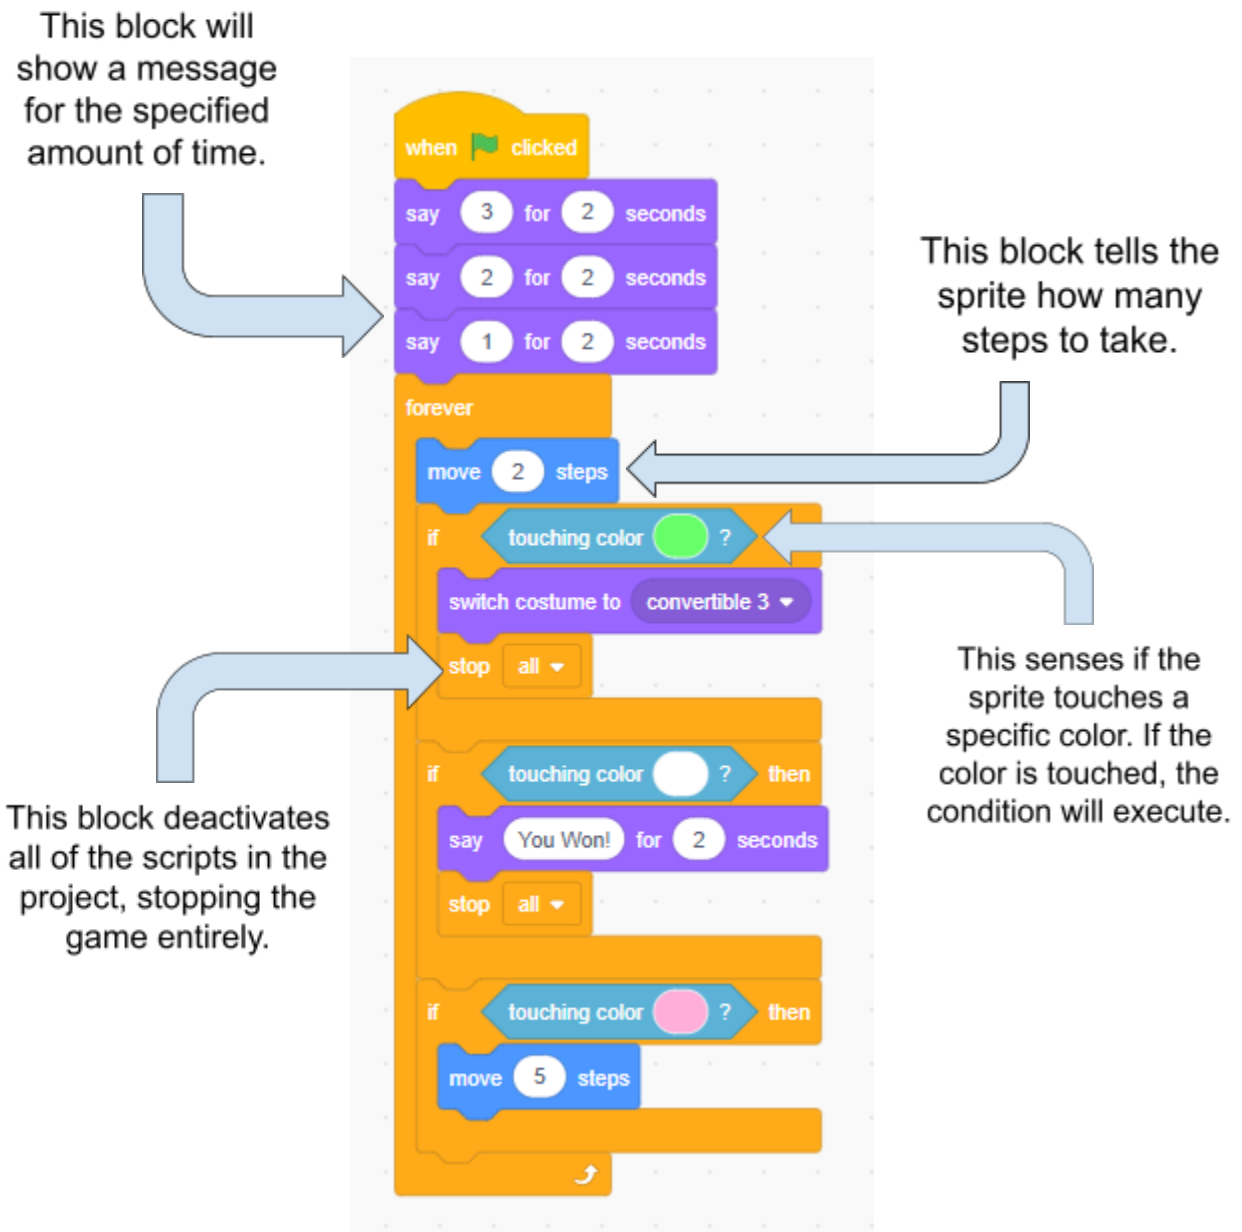 This block will
show a message
for the specified
amount of time.
when clicked
say 3 for 2 seconds
say 2 for 2 seconds
say 1 for 2 seconds
This block tells the
sprite how many
steps to take.
forever
move 2 steps
if touching color ?
switch costume to convertible 3
stop all
This senses if the
sprite touches a
specific color. If the
color is touched, the
condition will execute.
if touching color ? then
say You Won! for 2 seconds
stop all
This block deactivates
all of the scripts in the
project, stopping the
game entirely.
if touching color ? then
move 5 steps